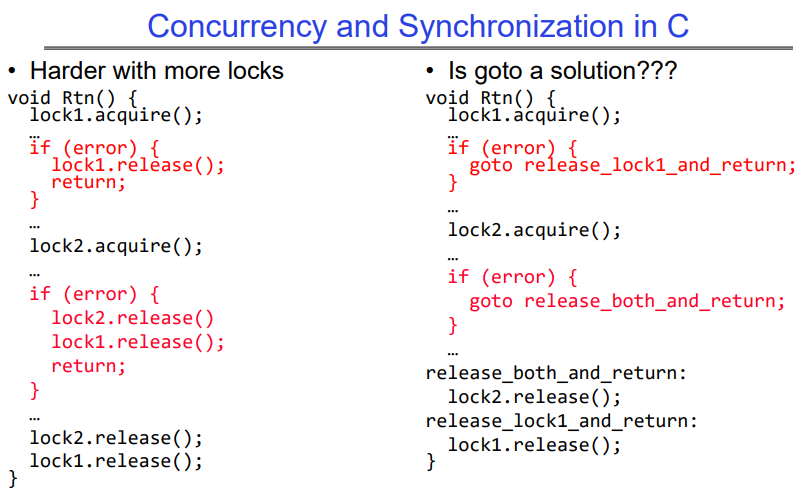 Concurrency and Synchronization in C
• Harder with more locks
void Rtn() {
  lock1.acquire();
  …
  if (error) {
    lock1.release();
    return;
  }
  …
  lock2.acquire();
  …
  if (error) {
    lock2.release()
    lock1.release();
    return;
  }
  …
  lock2.release();
  lock1.release();
}
• Is goto a solution???
void Rtn() {
  lock1.acquire();
  …
  if (error) {
    goto release_lock1_and_return;
  }
  …
  lock2.acquire();
  …
  if (error) {
    goto release_both_and_return;
  }
  …
release_both_and_return:
  lock2.release();
release_lock1_and_return:
  lock1.release();
}